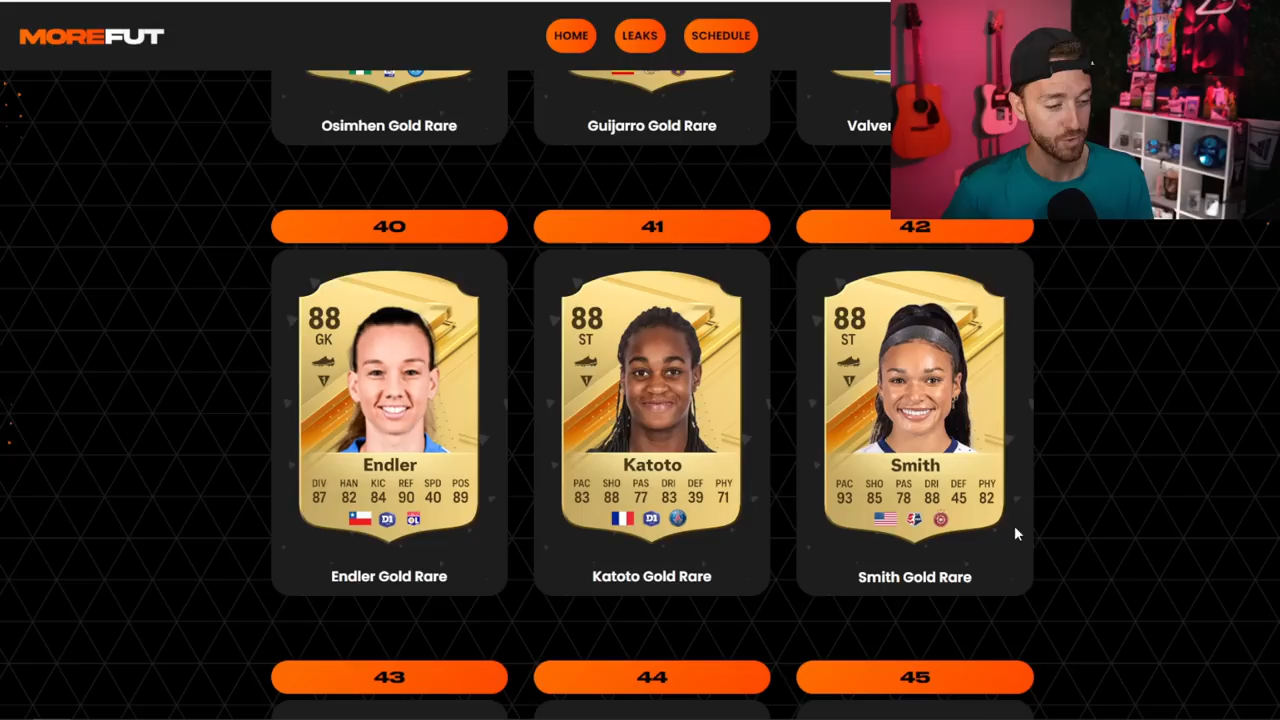 MOREFUT
HOME
LEAKS
SCHEDULE
Osimhen Gold Rare
Guijarro Gold Rare
Valver
40
41
42
88
GK
Endler
DIV HAN KIC REF SPD POS
87 82 84 90 40 89
D1
OL
Endler Gold Rare
88
ST
Katoto
PAC SHO PAS DRI DEF PHY
83 88 77 83 39 71
D1
Katoto Gold Rare
88
ST
Smith
PAC SHO PAS DRI DEF PHY
93 85 78 88 45 82
Smith Gold Rare
43
44
45